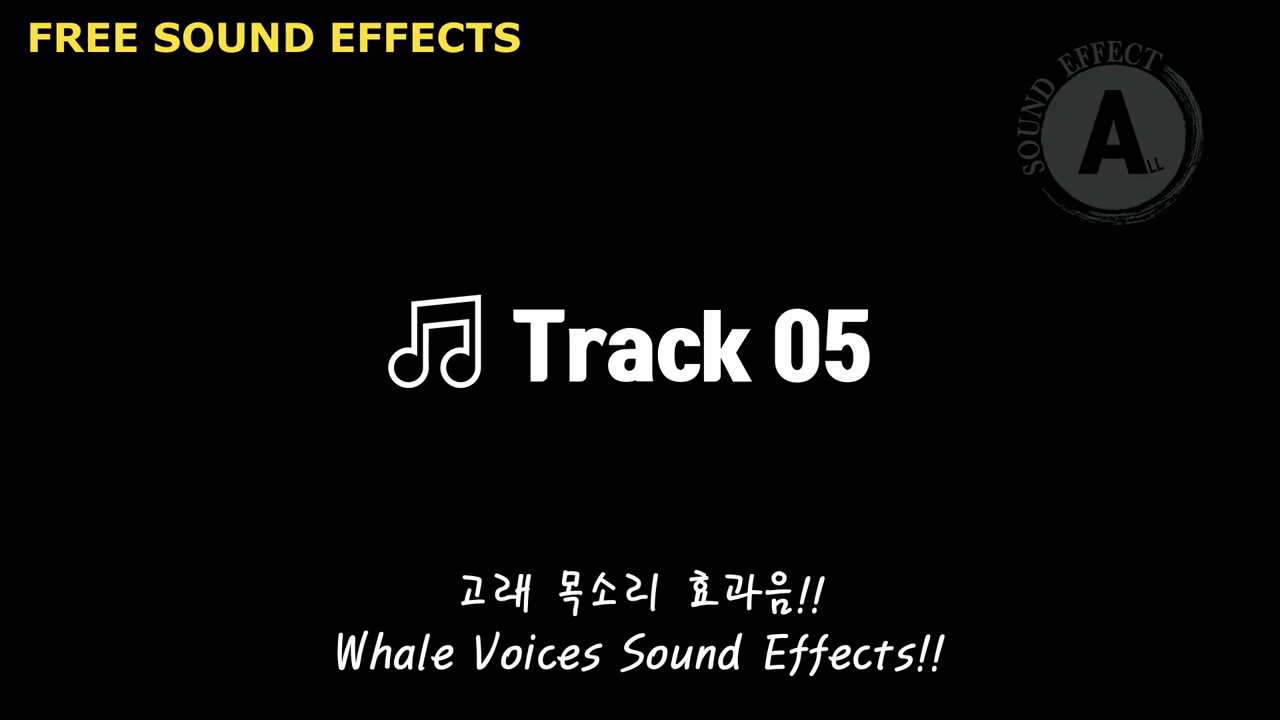 FREE SOUND EFFECTS
SOUND EFFECT
ALL
Track 05
고래 목소리 효과음!!
Whale Voices Sound Effects!!